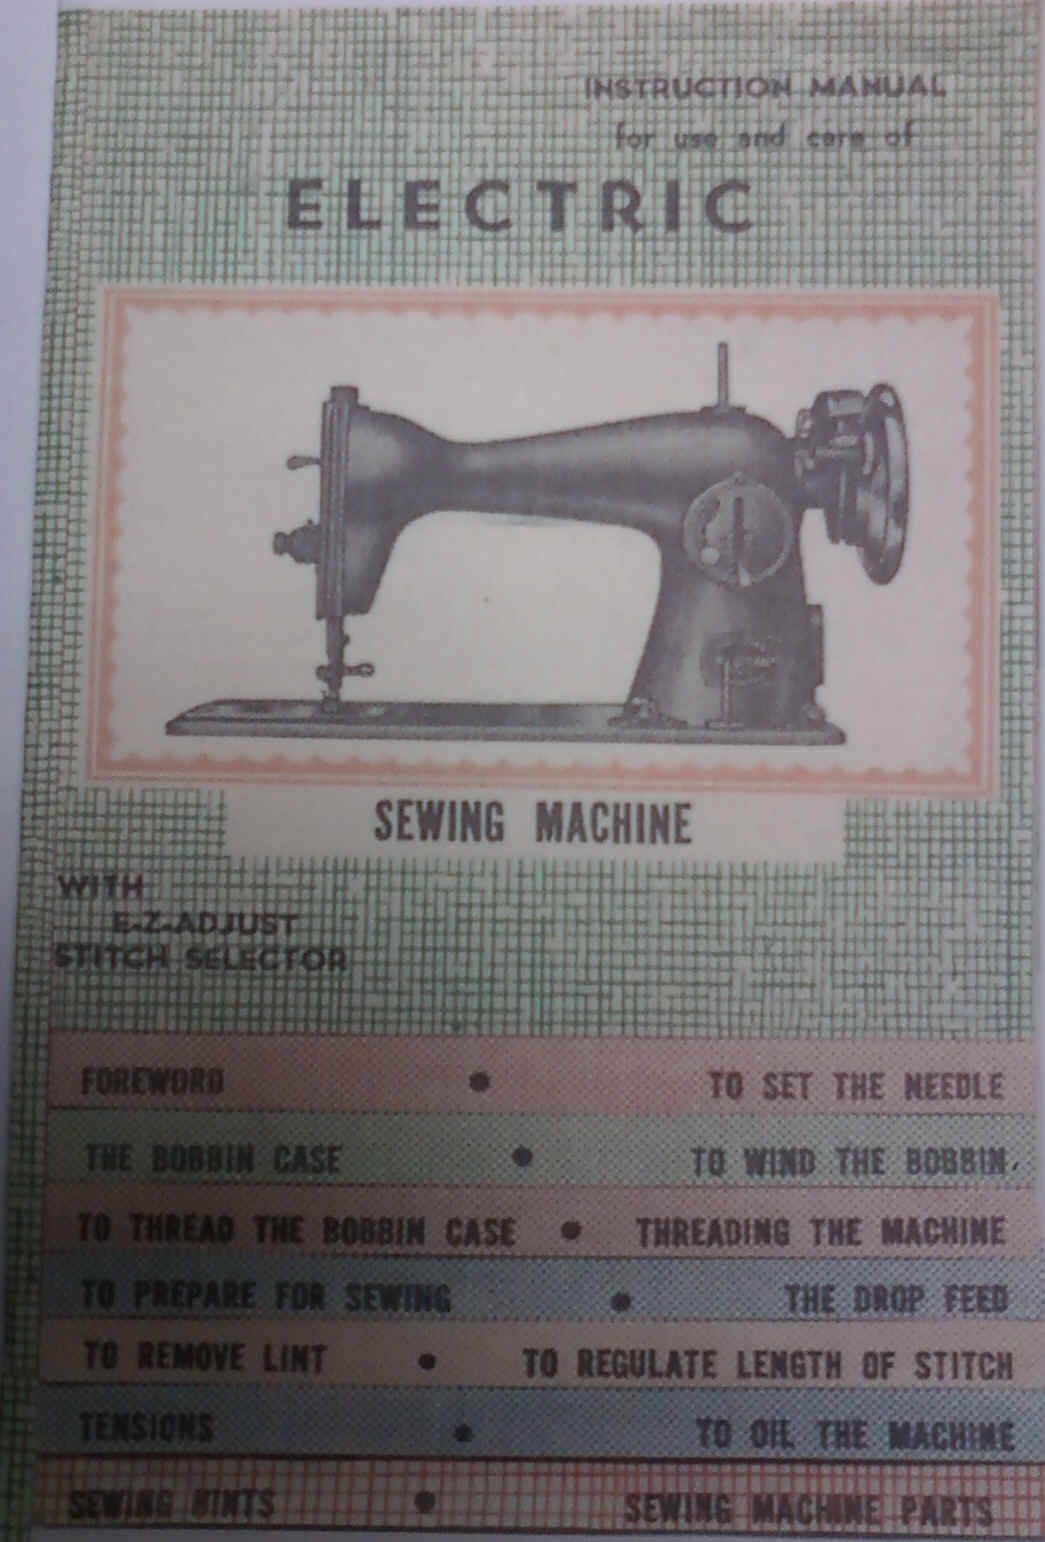 INSTRUCTION MANUAL
for use and care of
ELECTRIC
SEWING MACHINE
WITH
E-Z-ADJUST
STITCH SELECTOR
FOREWORD • TO SET THE NEEDLE
THE BOBBIN CASE • TO WIND THE BOBBIN
TO THREAD THE BOBBIN CASE • THREADING THE MACHINE
TO PREPARE FOR SEWING • THE DROP FEED
TO REMOVE LINT • TO REGULATE LENGTH OF STITCH
TENSIONS • TO OIL THE MACHINE
SEWING HINTS • SEWING MACHINE PARTS